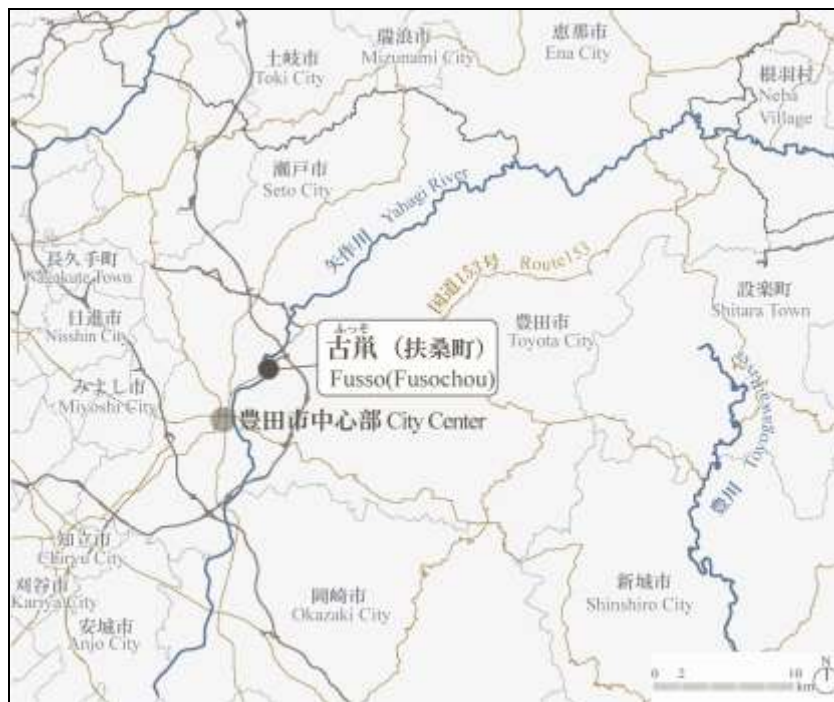 恵那市
Ena City
瑞浪市
Mizunami City
土岐市
Toki City
根羽村
Neba
Village
瀬戸市
Seto City
矢作川 Yahagi River
国道153号 Route153
長久手町
Nagakute Town
設楽町
Shitara Town
日進市
Nisshin City
豊田市
Toyota City
ふっそ
古鼡（扶桑町）
Fusso(Fusochou)
みよし市
Miyoshi City
豊田市中心部 City Center
豊川 Toyogawa River
知立市
Chiryu City
刈谷市
Kariya City
安城市
Anjo City
岡崎市
Okazaki City
新城市
Shinshiro City
N
0 2 10
km